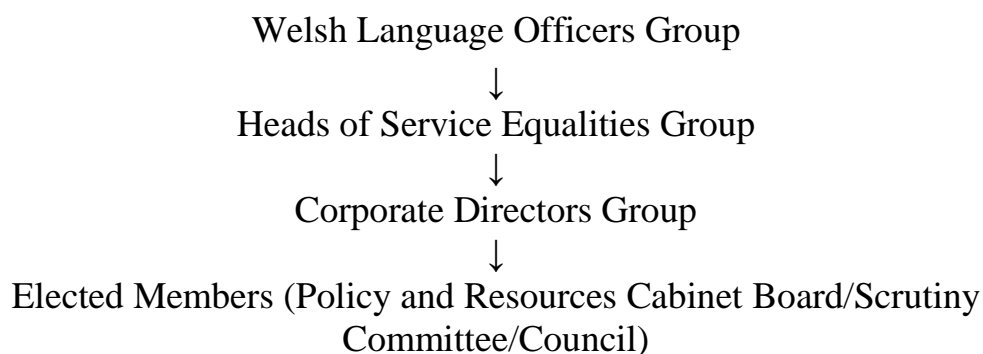 Welsh Language Officers Group
↓
Heads of Service Equalities Group
↓
Corporate Directors Group
↓
Elected Members (Policy and Resources Cabinet Board/Scrutiny
Committee/Council)